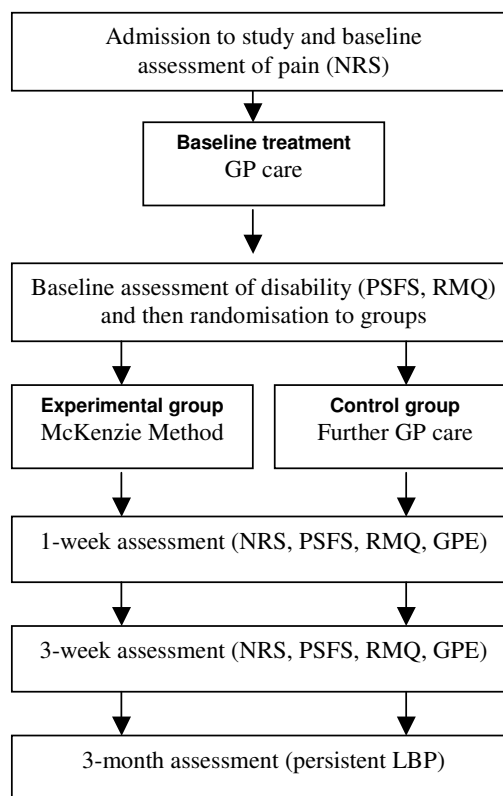 Admission to study and baseline
assessment of pain (NRS)
Baseline treatment
GP care
Baseline assessment of disability (PSFS, RMQ)
and then randomisation to groups
Experimental group
McKenzie Method
Control group
Further GP care
1-week assessment (NRS, PSFS, RMQ, GPE)
3-week assessment (NRS, PSFS, RMQ, GPE)
3-month assessment (persistent LBP)